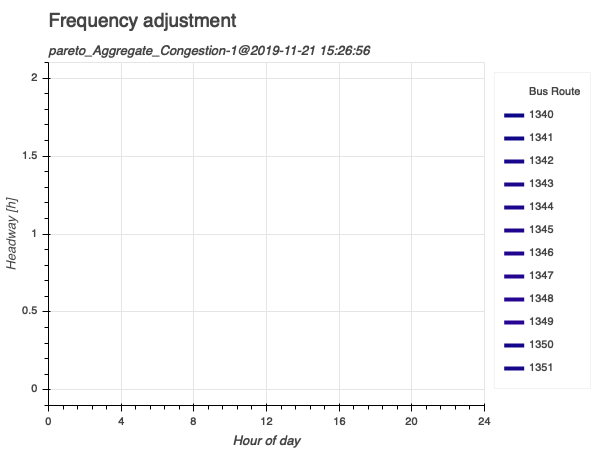 Frequency adjustment
pareto_Aggregate_Congestion-1@2019-11-21 15:26:56
2
1.5
1
0.5
0
Headway [h]
0 4 8 12 16 20 24
Hour of day
Bus Route
1340
1341
1342
1343
1344
1345
1346
1347
1348
1349
1350
1351